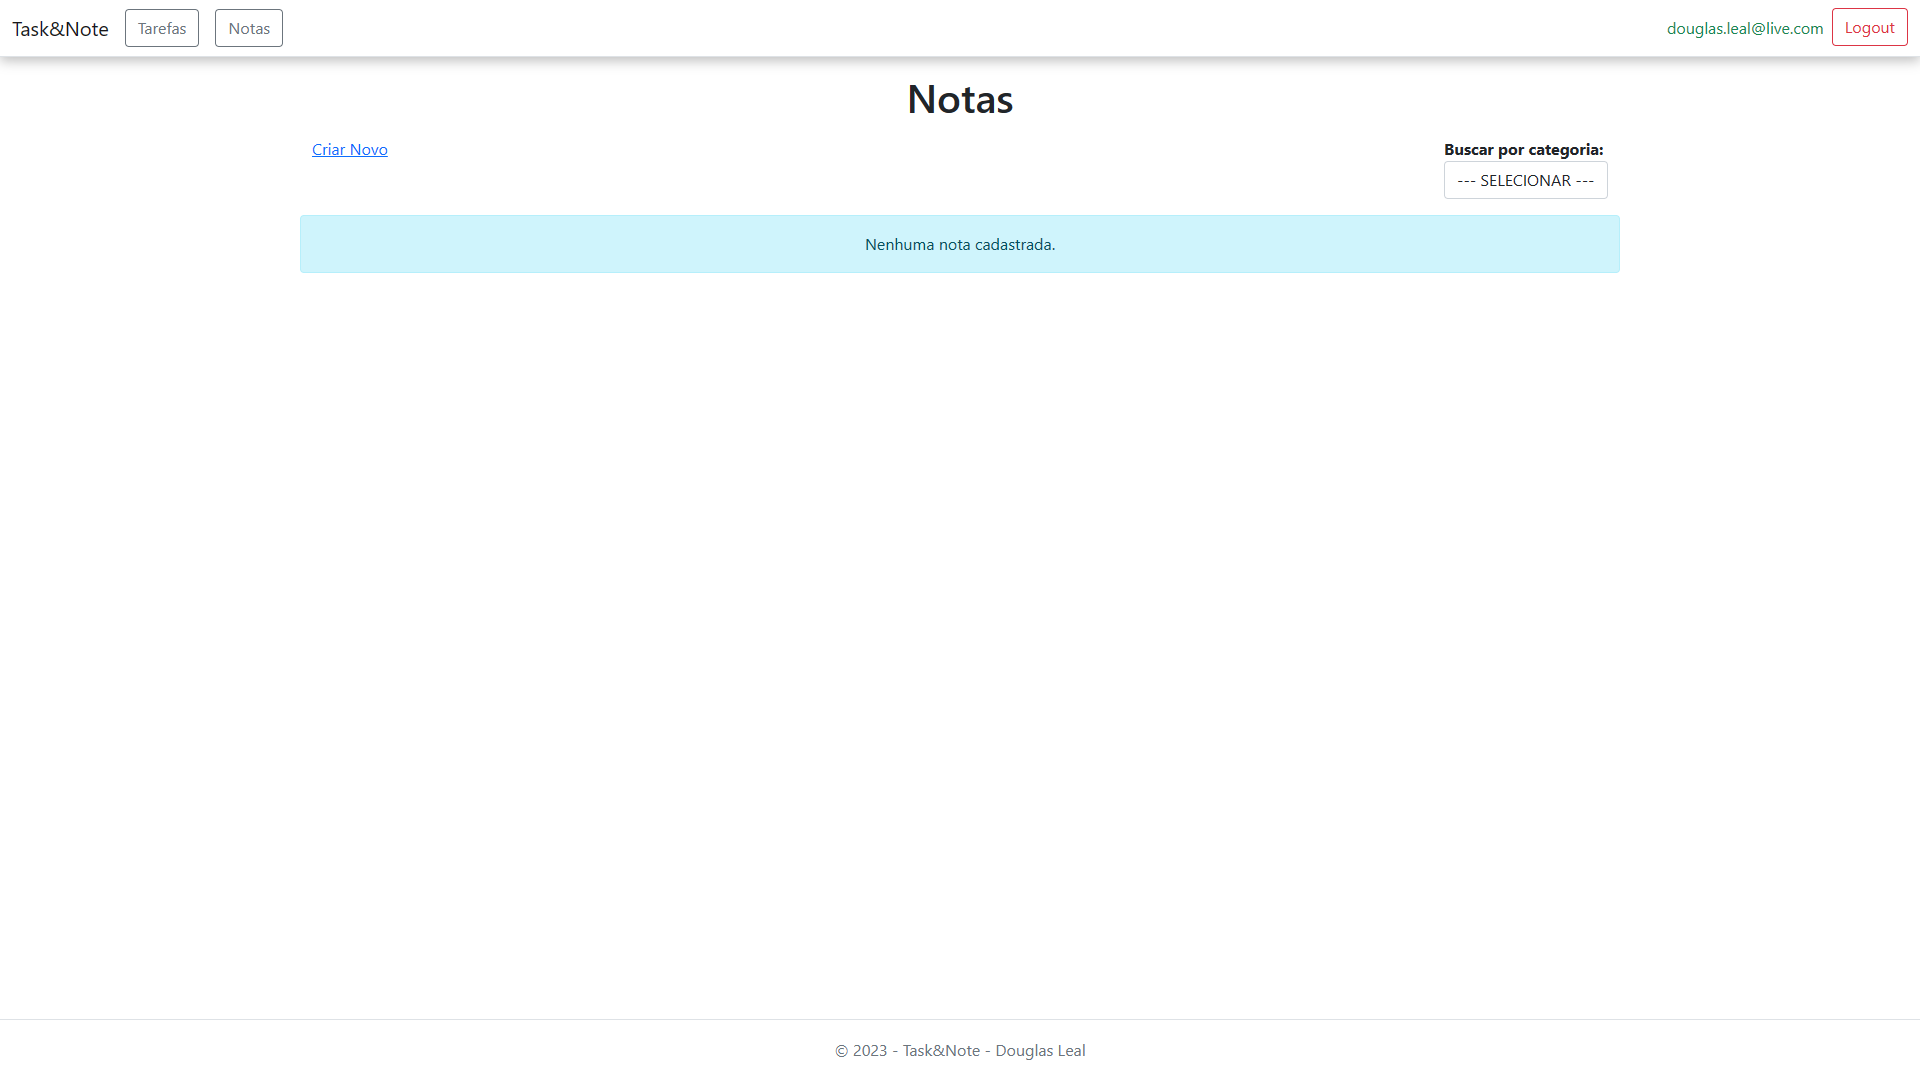 Task&Note Tarefas Notas douglas.leal@live.com Logout
Notas
Criar Novo Buscar por categoria:
--- SELECIONAR ---
Nenhuma nota cadastrada.
© 2023 - Task&Note - Douglas Leal